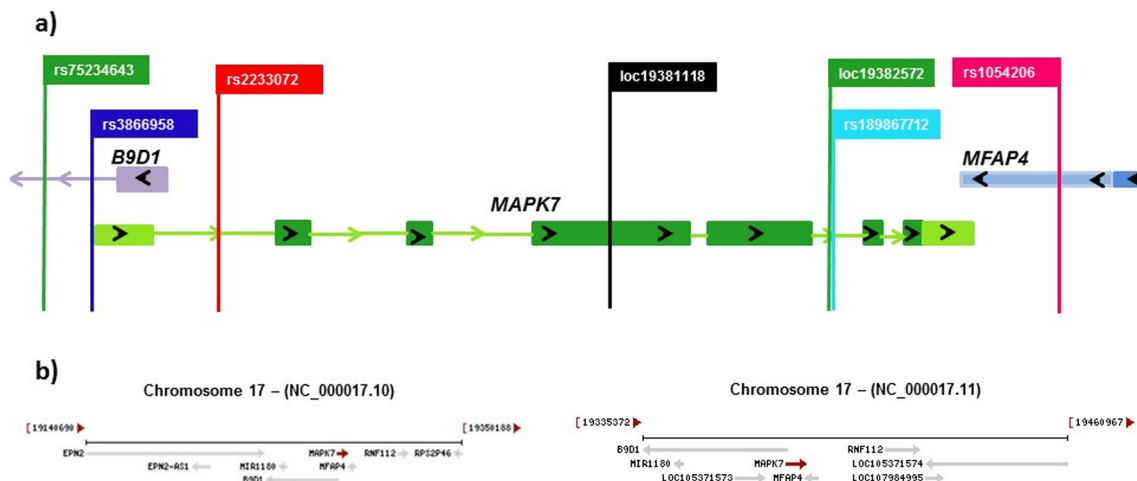 a)
rs75234643
rs2233072
loc19381118
loc19382572
rs1054206
rs3866958
rs189867712
B9D1
MFAP4
MAPK7
b)
Chromosome 17 – (NC_000017.10)
[19140690
19350188
EPN2
MAPK7
RNF112
RPS2P46
EPN2-AS1
MIR1180
MFAP4
B9D1
Chromosome 17 – (NC_000017.11)
[19335372
[19460967
B9D1
RNF112
MIR1180
MAPK7
LOC105371574
LOC105371573
MFAP4
LOC107984995